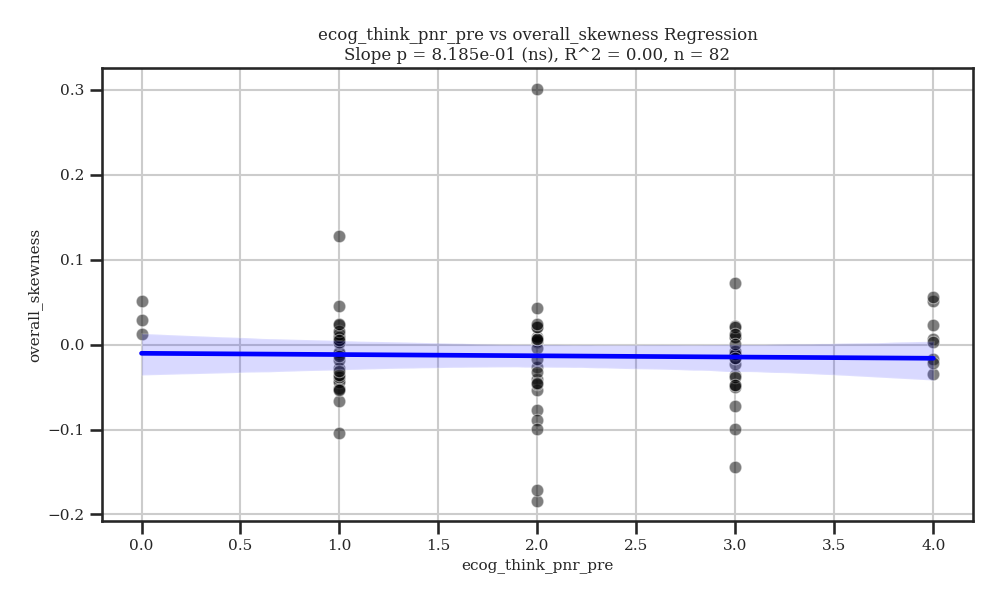 ecog_think_pnr_pre vs overall_skewness Regression
Slope p = 8.185e-01 (ns), R^2 = 0.00, n = 82
overall_skewness
0.3
0.2
0.1
0.0
−0.1
−0.2
0.0 0.5 1.0 1.5 2.0 2.5 3.0 3.5 4.0
ecog_think_pnr_pre